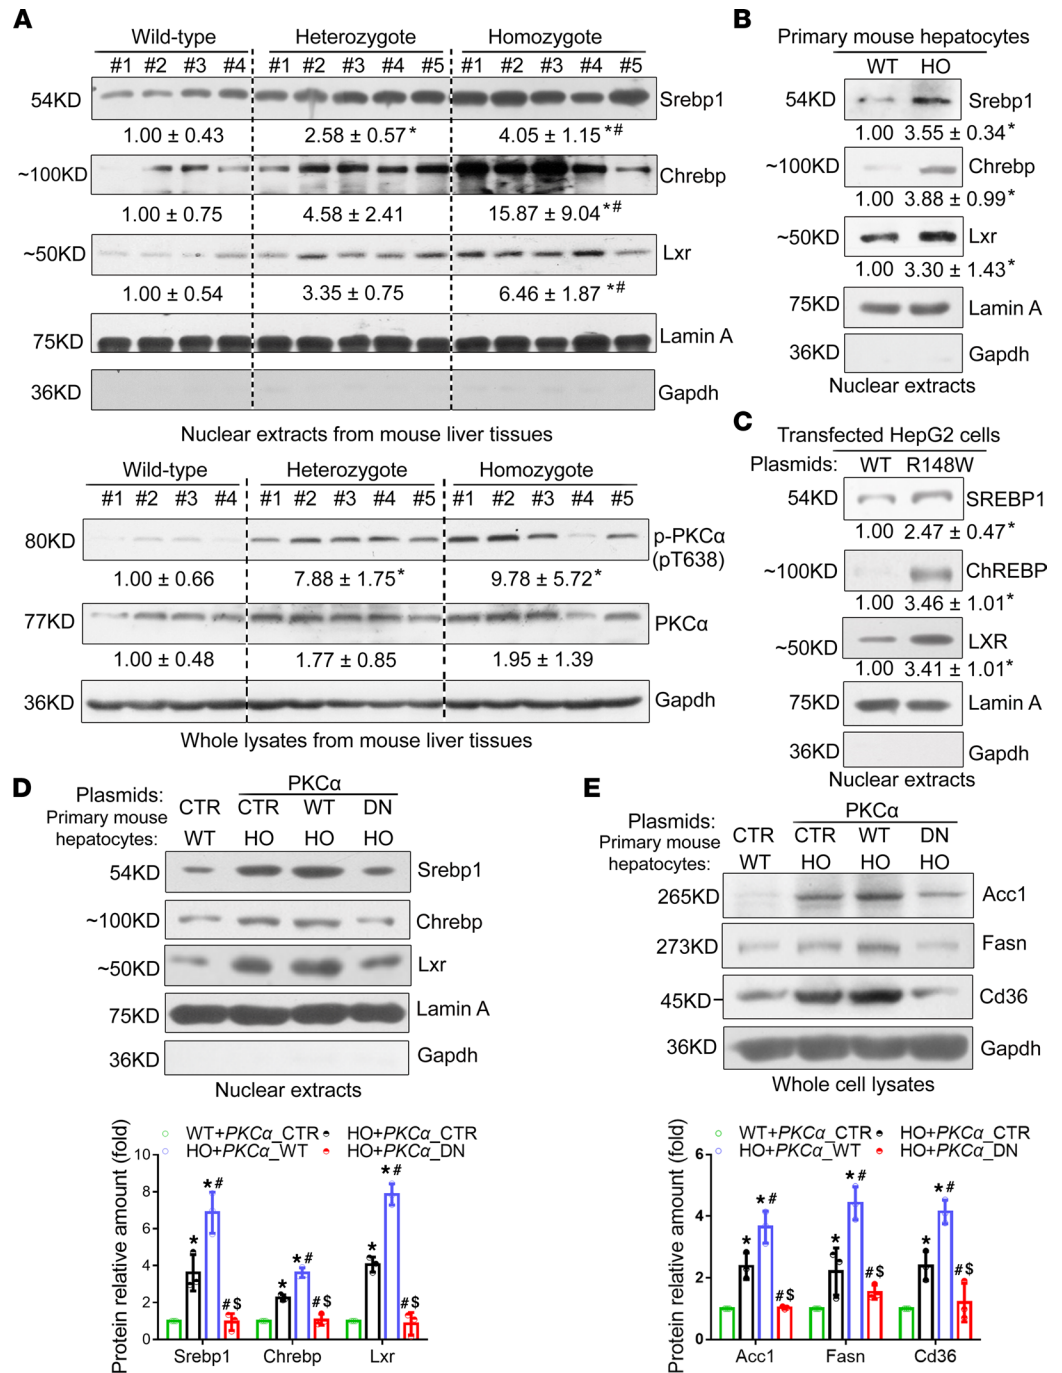 A
Wild-type Heterozygote Homozygote
#1 #2 #3 #4 #1 #2 #3 #4 #5 #1 #2 #3 #4 #5
54KD Srebp1
1.00 ± 0.43 2.58 ± 0.57* 4.05 ± 1.15*#
~100KD Chrebp
1.00 ± 0.75 4.58 ± 2.41 15.87 ± 9.04*#
~50KD Lxr
1.00 ± 0.54 3.35 ± 0.75 6.46 ± 1.87*#
75KD Lamin A
36KD Gapdh
Nuclear extracts from mouse liver tissues
Wild-type Heterozygote Homozygote
#1 #2 #3 #4 #1 #2 #3 #4 #5 #1 #2 #3 #4 #5
80KD p-PKCα
(pT638)
1.00 ± 0.66 7.88 ± 1.75* 9.78 ± 5.72*
77KD PKCα
1.00 ± 0.48 1.77 ± 0.85 1.95 ± 1.39
36KD Gapdh
Whole lysates from mouse liver tissues
B
Primary mouse hepatocytes
WT HO
54KD Srebp1
1.00 3.55 ± 0.34*
~100KD Chrebp
1.00 3.88 ± 0.99*
~50KD Lxr
1.00 3.30 ± 1.43*
75KD Lamin A
36KD Gapdh
Nuclear extracts
C
Transfected HepG2 cells
Plasmids: WT R148W
54KD SREBP1
1.00 2.47 ± 0.47*
~100KD ChREBP
1.00 3.46 ± 1.01*
~50KD LXR
1.00 3.41 ± 1.01*
75KD Lamin A
36KD Gapdh
Nuclear extracts
D
PKCα
Plasmids: CTR CTR WT DN
Primary mouse
hepatocytes: WT HO HO HO
54KD Srebp1
~100KD Chrebp
~50KD Lxr
75KD Lamin A
36KD Gapdh
Nuclear extracts
WT+PKCα_CTR HO+PKCα_CTR
HO+PKCα_WT HO+PKCα_DN
Protein relative amount (fold)
10
8
6
4
2
0
* *# #$
* *# #$
* *# #$
Srebp1 Chrebp Lxr
E
PKCα
Plasmids: CTR CTR WT DN
Primary mouse
hepatocytes: WT HO HO HO
265KD Acc1
273KD Fasn
45KD Cd36
36KD Gapdh
Whole cell lysates
WT+PKCα_CTR HO+PKCα_CTR
HO+PKCα_WT HO+PKCα_DN
Protein relative amount (fold)
6
4
2
0
* *# #$
* *# #$
* *# #$
Acc1 Fasn Cd36